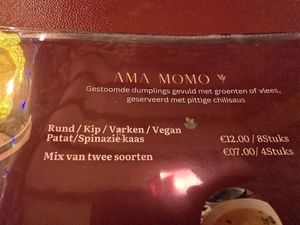 AMA MOMO
Gestoomde dumplings gevuld met groenten of vlees,
geserveerd met pittige chilisaus
Rund / Kip / Varken / Vegan
Patat/Spinazie kaas €12.00 / 8Stuks
Mix van twee soorten €07.00/ 4Stuks